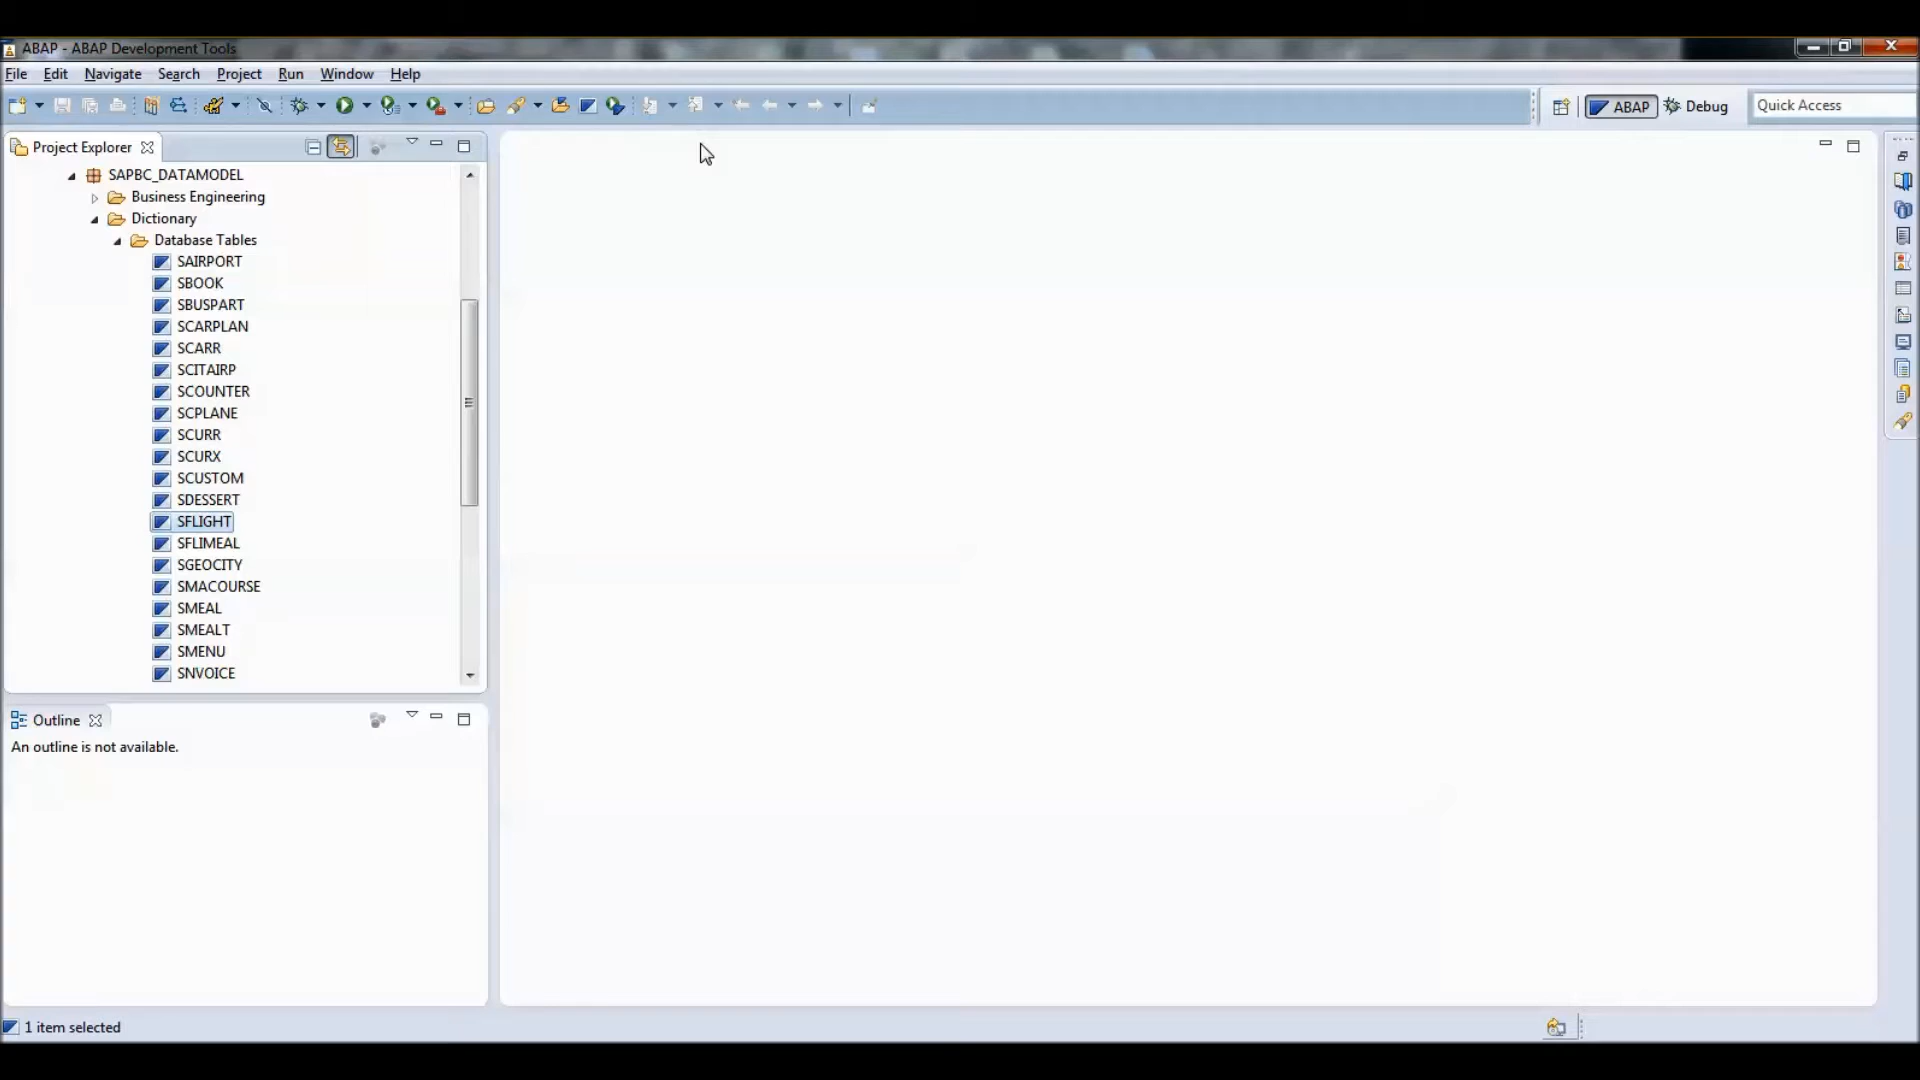 ABAP - ABAP Development Tools
File Edit Navigate Search Project Run Window Help
ABAP Debug Quick Access
Project Explorer
SAPBC_DATAMODEL
Business Engineering
Dictionary
Database Tables
SAIRPORT
SBOOK
SBUSPART
SCARPLAN
SCARR
SCITAIRP
SCOUNTER
SCPLANE
SCURR
SCURX
SCUSTOM
SDESSERT
SFLIGHT
SFLIMEAL
SGEOCITY
SMACOURSE
SMEAL
SMEALT
SMENU
SNVOICE
Outline
An outline is not available.
1 item selected